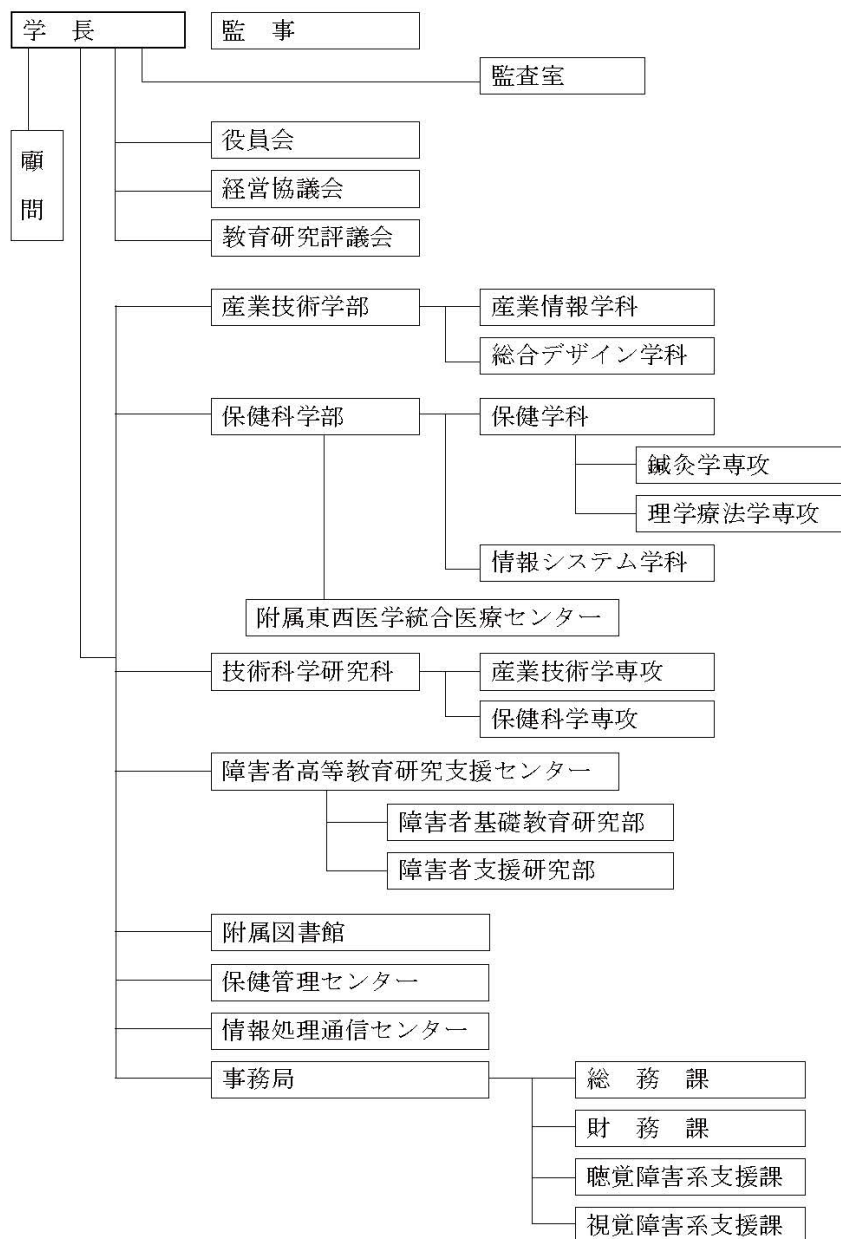 学　長
監　事
監査室
顧問
役員会
経営協議会
教育研究評議会
産業技術学部
産業情報学科
総合デザイン学科
保健科学部
保健学科
鍼灸学専攻
理学療法学専攻
情報システム学科
附属東西医学統合医療センター
技術科学研究科
産業技術学専攻
保健科学専攻
障害者高等教育研究支援センター
障害者基礎教育研究部
障害者支援研究部
附属図書館
保健管理センター
情報処理通信センター
事務局
総　務　課
財　務　課
聴覚障害系支援課
視覚障害系支援課